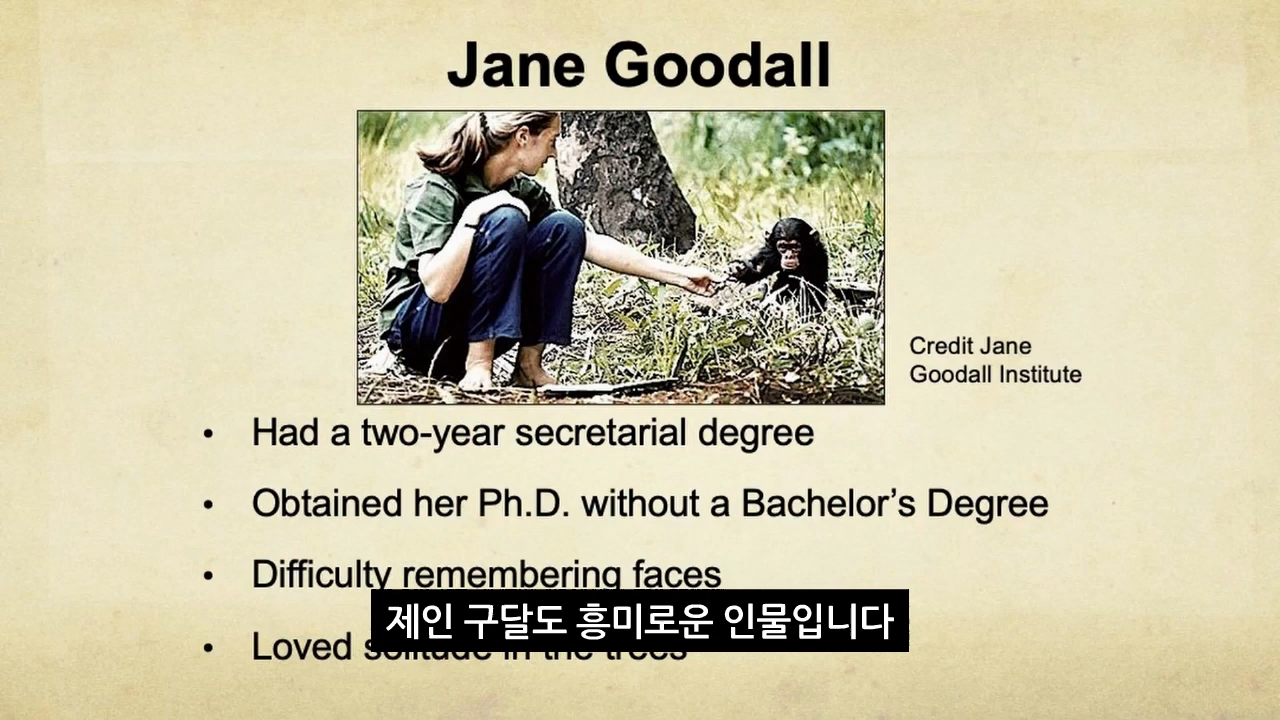 Jane Goodall
Credit Jane
Goodall Institute
• Had a two-year secretarial degree
• Obtained her Ph.D. without a Bachelor’s Degree
• Difficulty remembering faces
제인 구달도 흥미로운 인물입니다
• Loved solitude in the trees